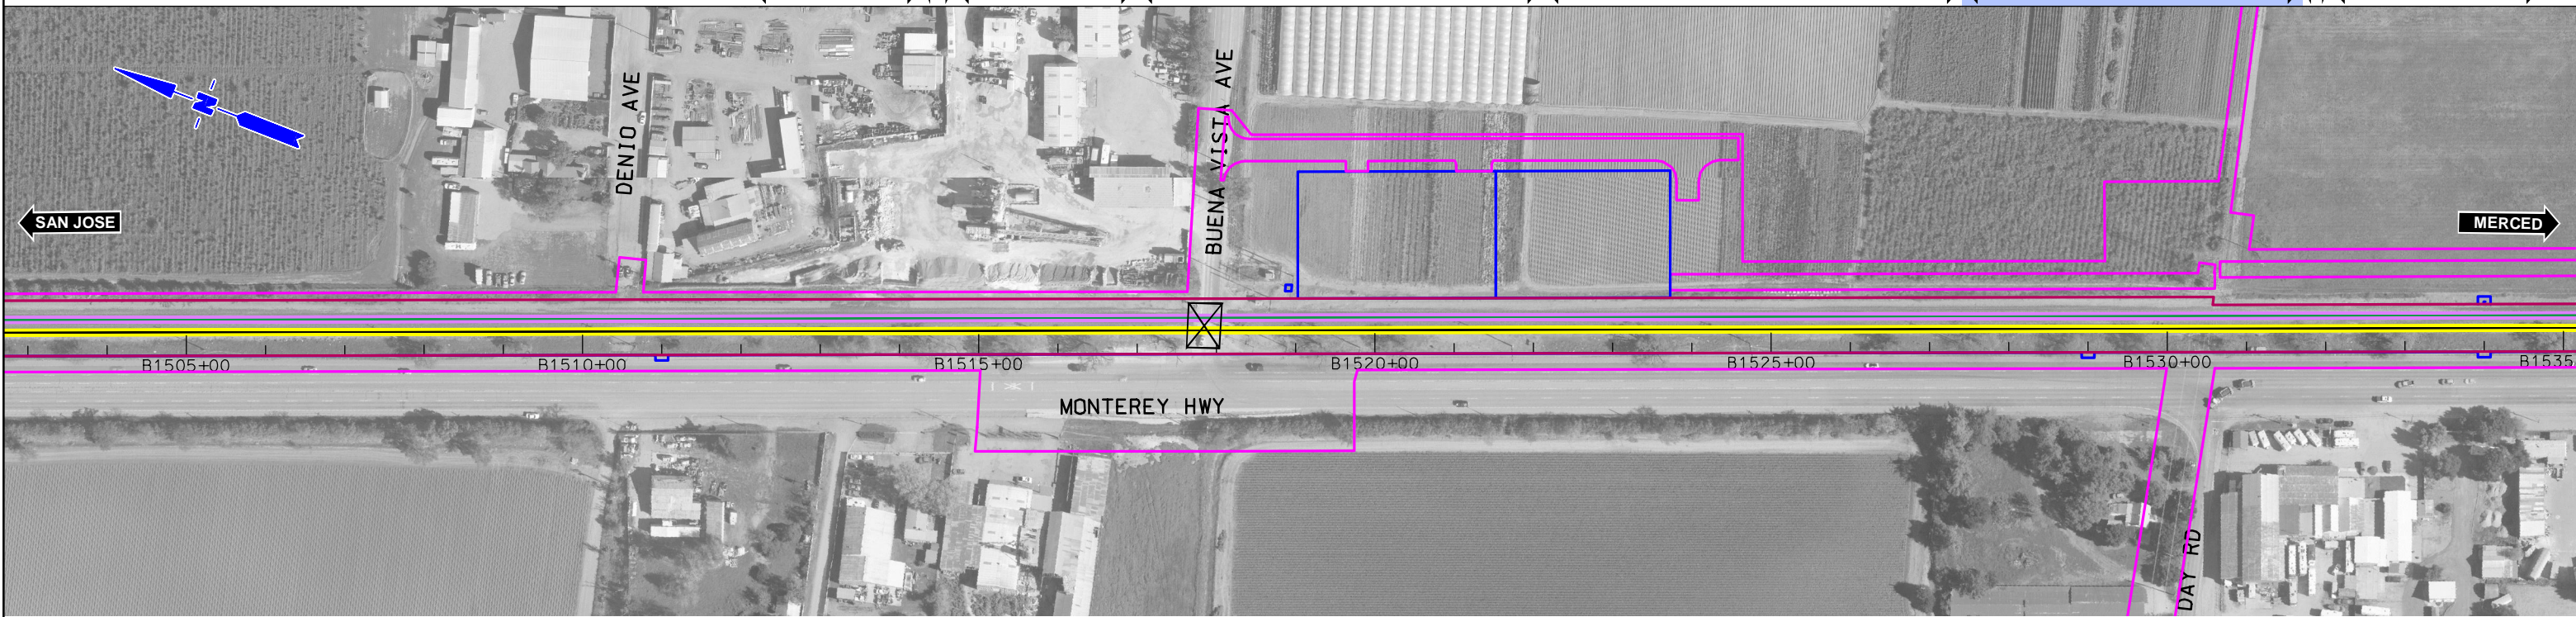 N
DENIO AVE
BUENA VISTA AVE
SAN JOSE
MERCED
B1505+00
B1510+00
B1515+00
B1520+00
B1525+00
B1530+00
B1535
MONTEREY HWY
DAY RD